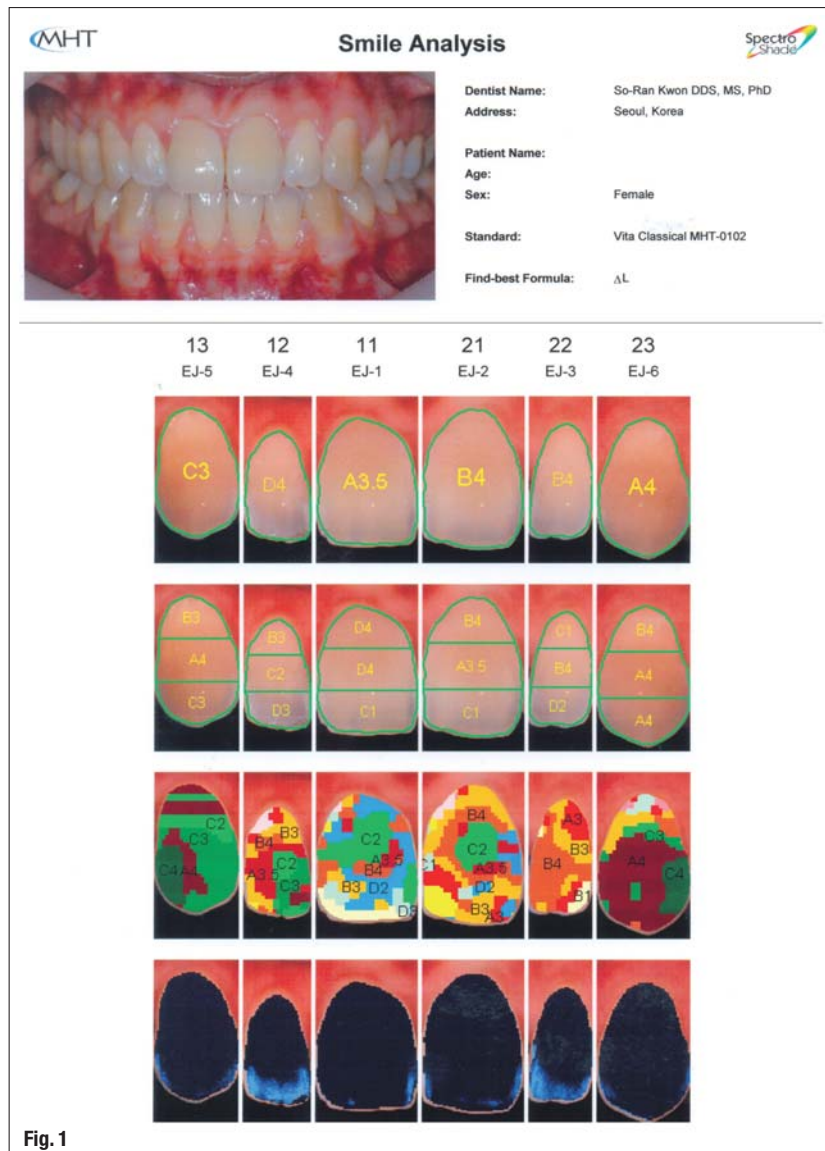 MHT
Smile Analysis
Spectro
Shade
Dentist Name: So-Ran Kwon DDS, MS, PhD
Address: Seoul, Korea
Patient Name:
Age:
Sex: Female
Standard: Vita Classical MHT-0102
Find-best Formula: ΔL
13 12 11 21 22 23
EJ-5 EJ-4 EJ-1 EJ-2 EJ-3 EJ-6
C3 D4 A3.5 B4 B4 A4
B3 B3 D4 B4 C1 B4
A4 C2 D4 A3.5 B4 A4
C3 D3 C1 C1 D2 A4
C2 C3 C4 A4
B4 B3 A3.5 C2 C3
C2 A3.5 B4 B3 D2 D3
B4 C2 C1 A3.5 D2 B3 A3
A3 B3 B4 B1
C3 A4 C4
Fig. 1